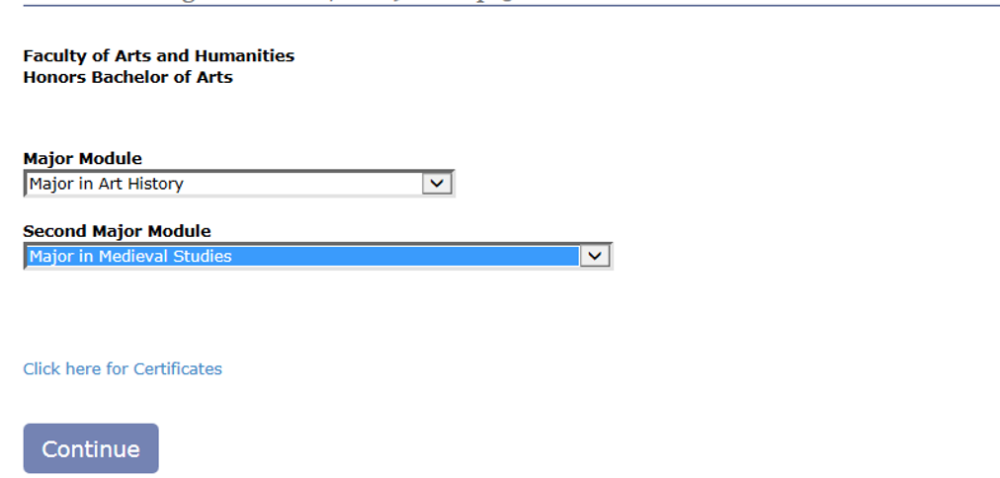 Faculty of Arts and Humanities
Honors Bachelor of Arts
Major Module
Major in Art History
Second Major Module
Major in Medieval Studies
Click here for Certificates
Continue